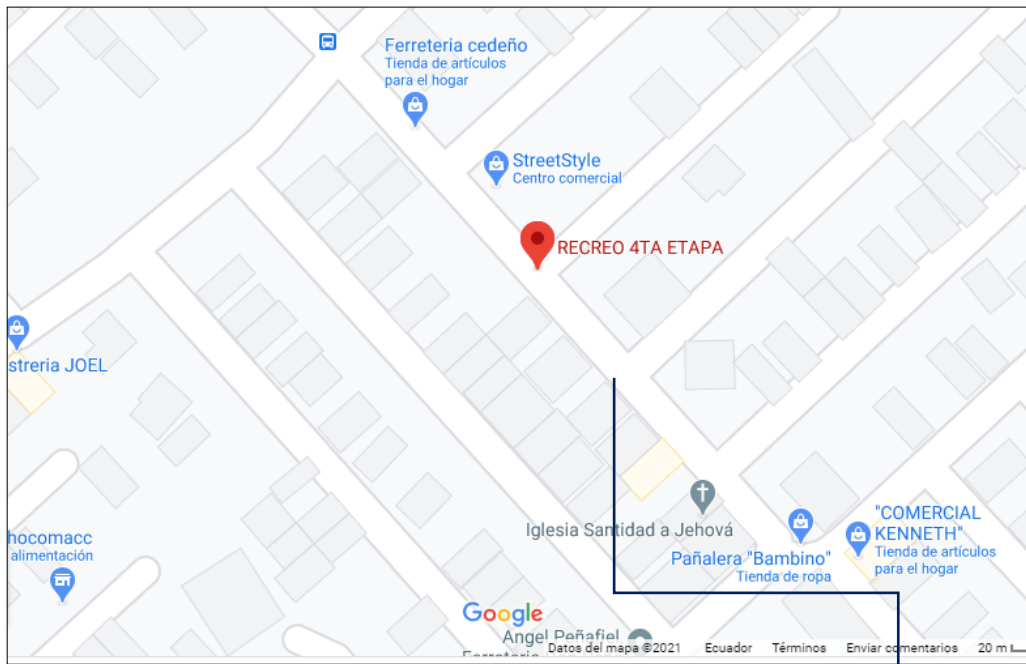 Ferreteria cedeño
Tienda de artículos
para el hogar
StreetStyle
Centro comercial
RECREO 4TA ETAPA
streria JOEL
Iglesia Santidad a Jehová
"COMERCIAL
KENNETH"
Tienda de artículos
para el hogar
Pañalera "Bambino"
Tienda de ropa
hocomacc
alimentación
Google
Angel Peñafiel
Datos del mapa ©2021 Ecuador Términos Enviar comentarios 20 m